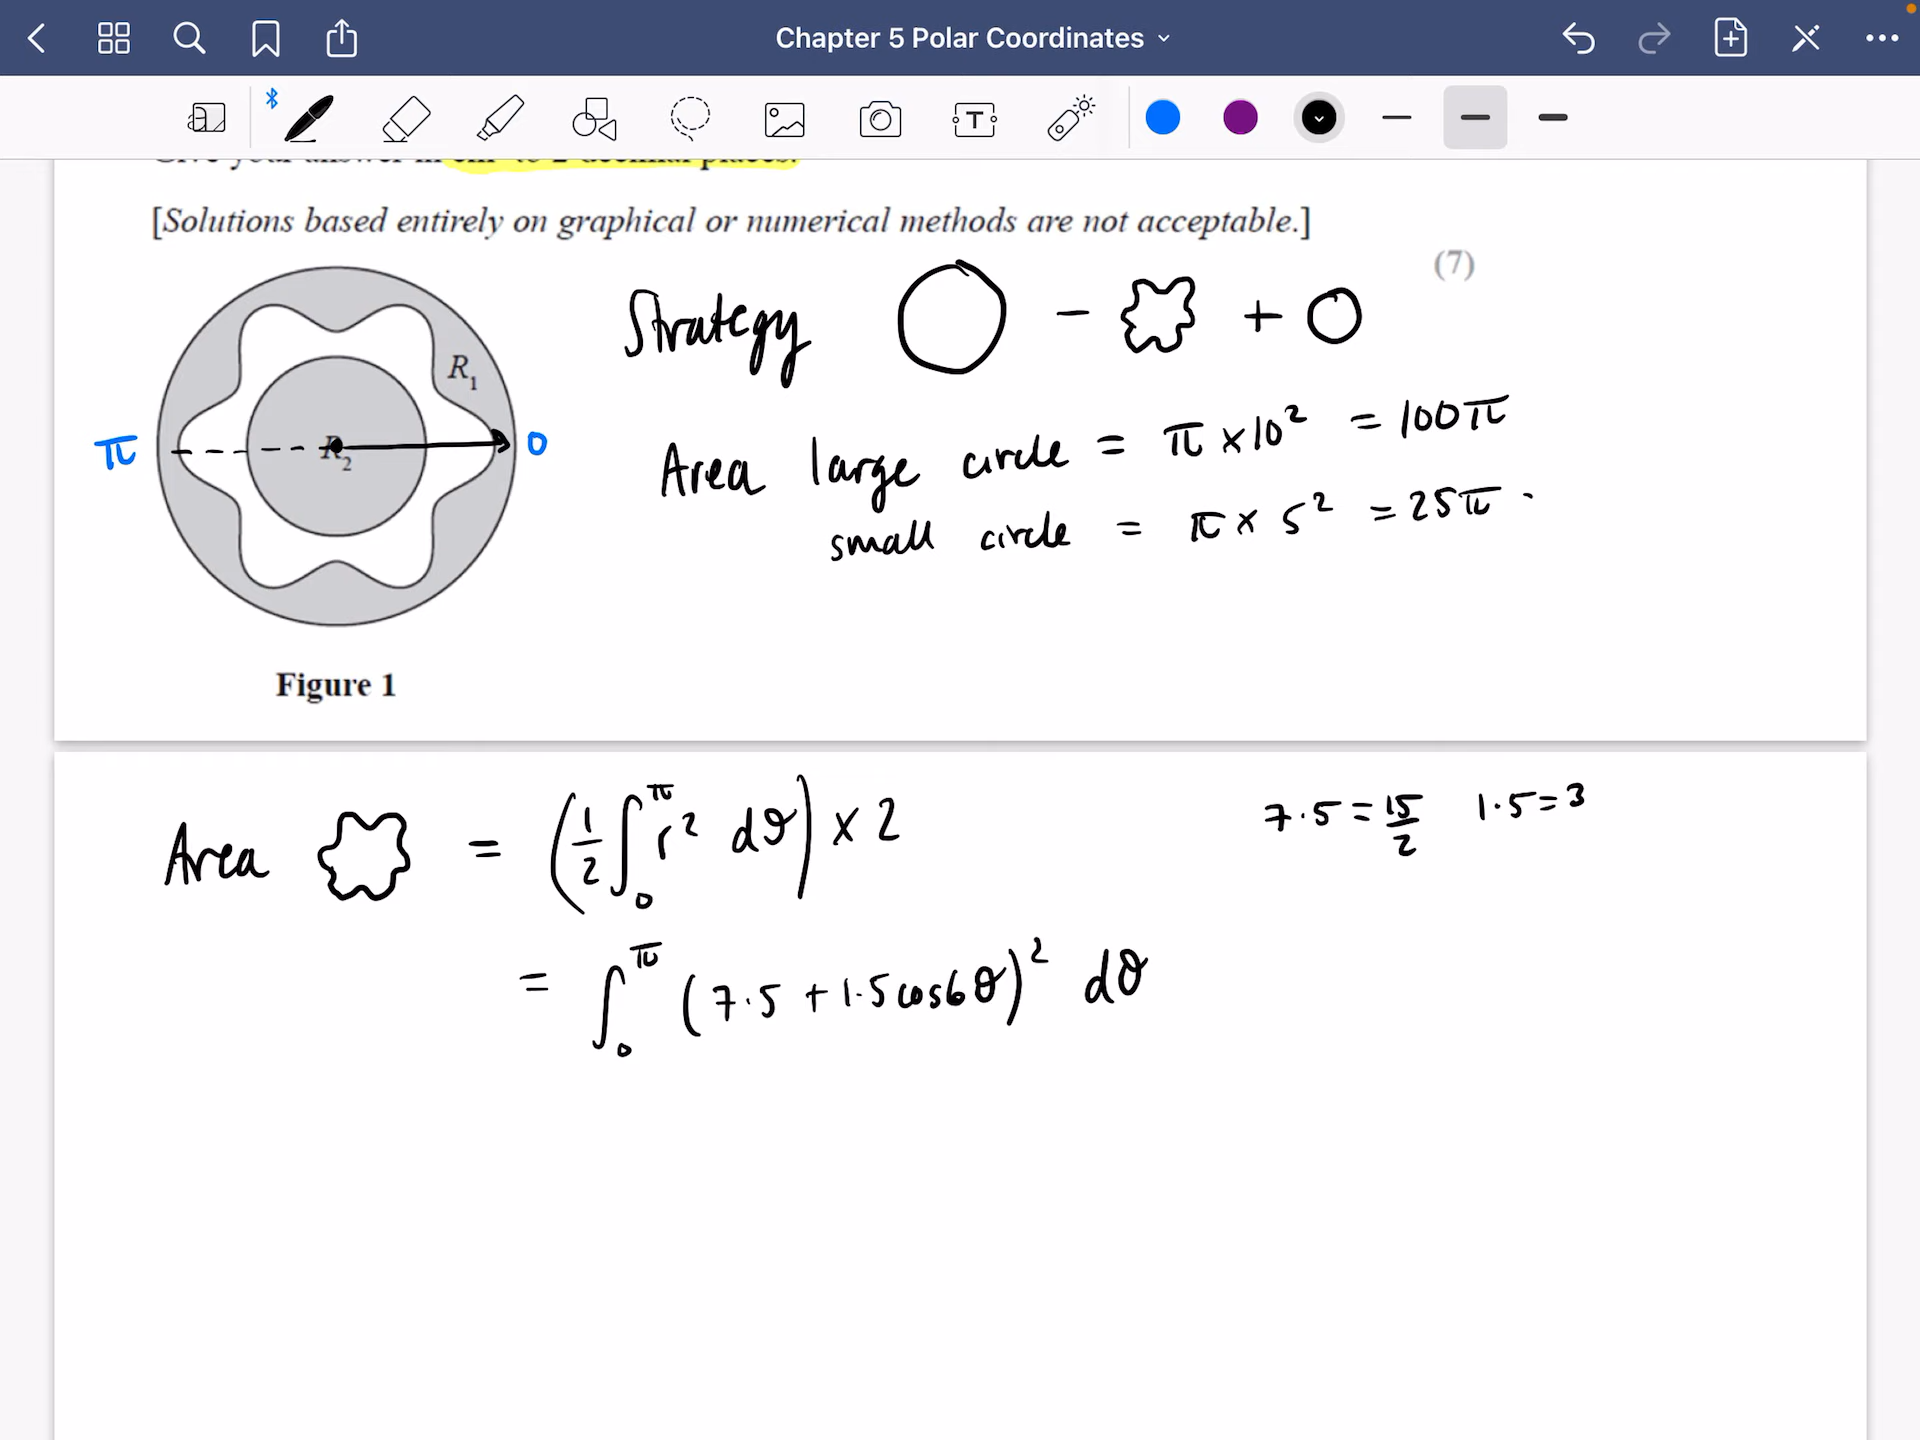 Chapter 5 Polar Coordinates
[Solutions based entirely on graphical or numerical methods are not acceptable.]
(7)
Strategy − +
R₁
π R₂ 0
Area large circle = π × 10² = 100π
small circle = π × 5² = 25π
Figure 1
Area = (1/2 ∫₀^π r² dθ) × 2
7.5 = 15/2 1.5 = 3
= ∫₀^π (7.5 + 1.5 cos6θ)² dθ